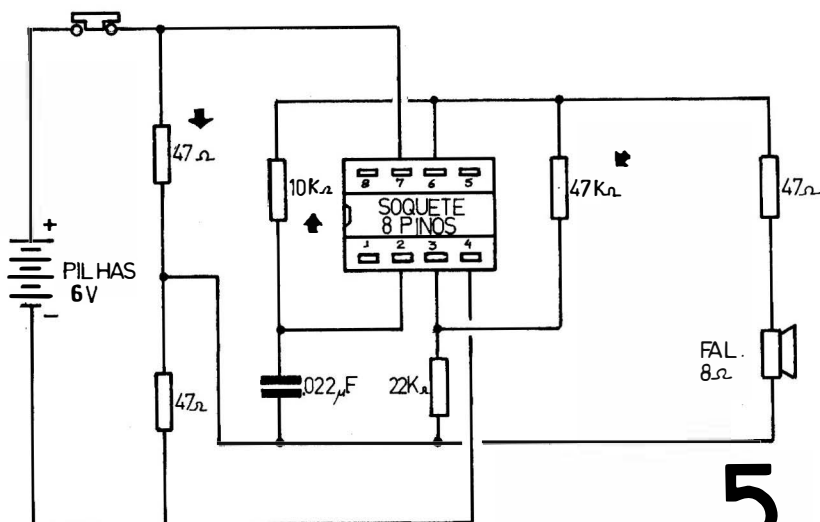 47Ω
10KΩ
8 7 6 5
SOQUETE
8 PINOS
1 2 3 4
47KΩ
47Ω
+
PILHAS
6V
-
47Ω
.022µF
22KΩ
FAL.
8Ω
5